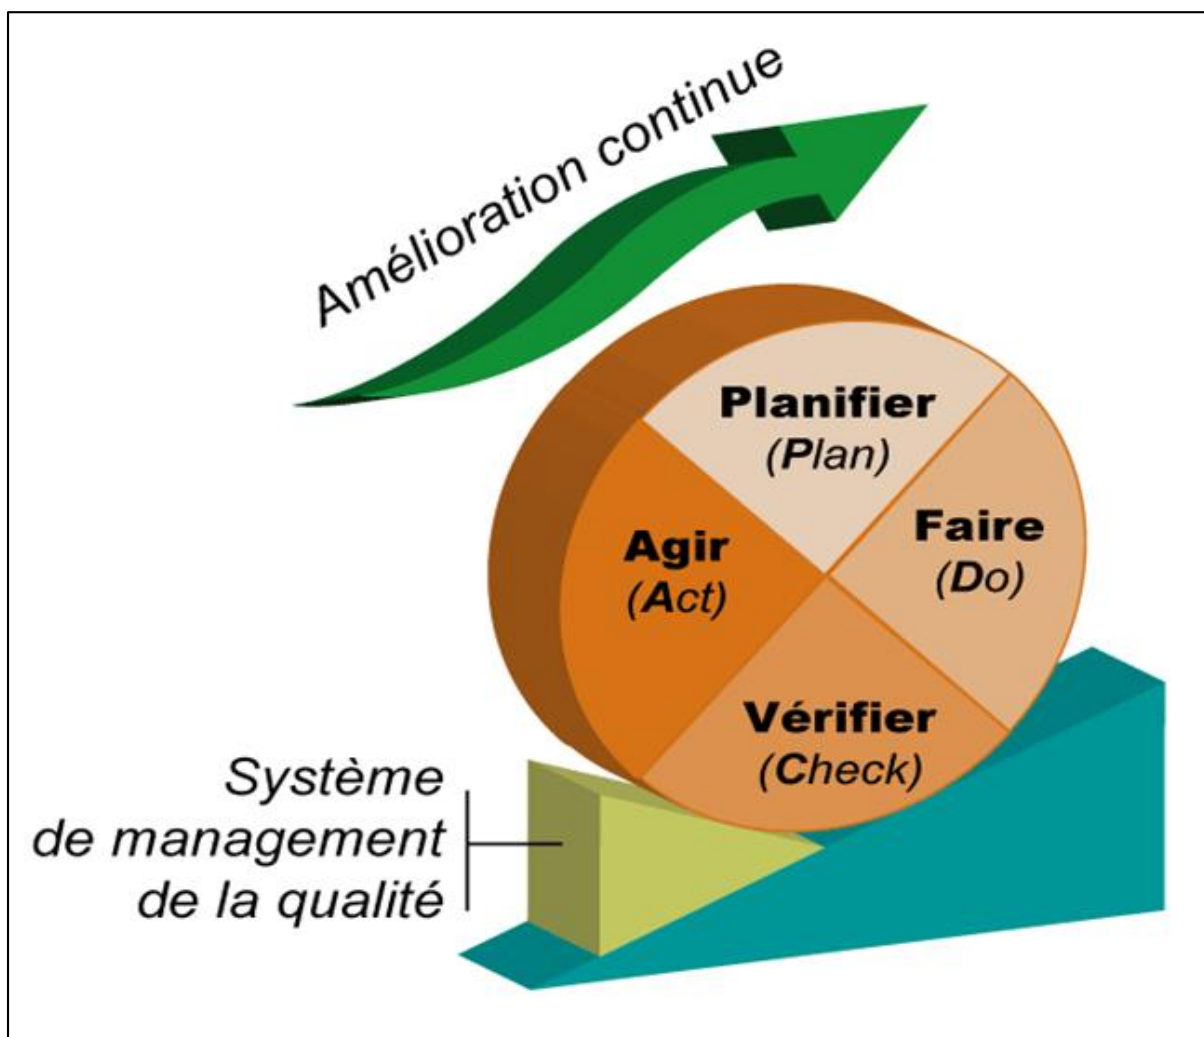 Amélioration continue
Planifier
(Plan)
Faire
(Do)
Agir
(Act)
Vérifier
(Check)
Système
de management
de la qualité